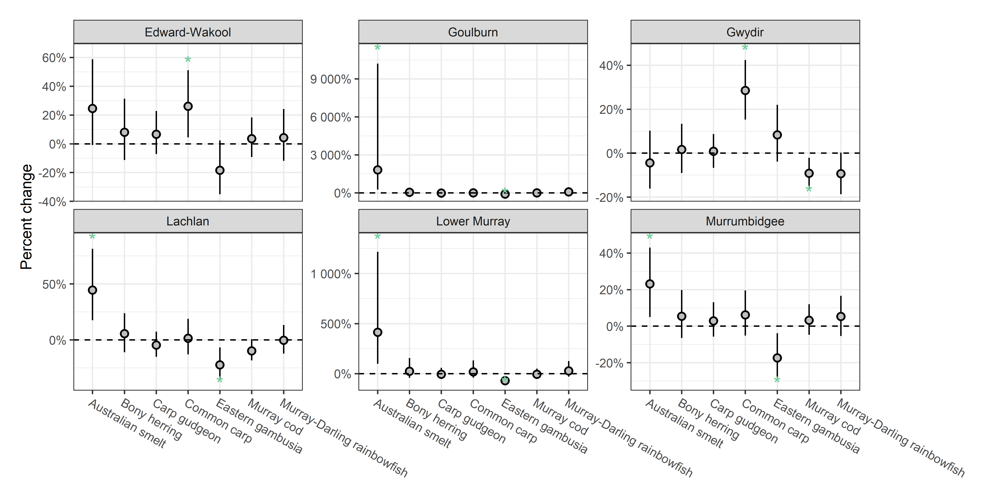 Percent change
Edward-Wakool
60%
*
40%
20%
0%
-20%
-40%
Goulburn
*
9 000%
6 000%
3 000%
0%
*
Gwydir
*
40%
20%
0%
-20%
*
Lachlan
*
50%
0%
*
Australian smelt
Bony herring
Carp gudgeon
Common carp
Eastern gambusia
Murray cod
Murray-Darling rainbowfish
Lower Murray
*
1 000%
500%
0%
*
Australian smelt
Bony herring
Carp gudgeon
Common carp
Eastern gambusia
Murray cod
Murray-Darling rainbowfish
Murrumbidgee
*
40%
20%
0%
-20%
*
Australian smelt
Bony herring
Carp gudgeon
Common carp
Eastern gambusia
Murray cod
Murray-Darling rainbowfish